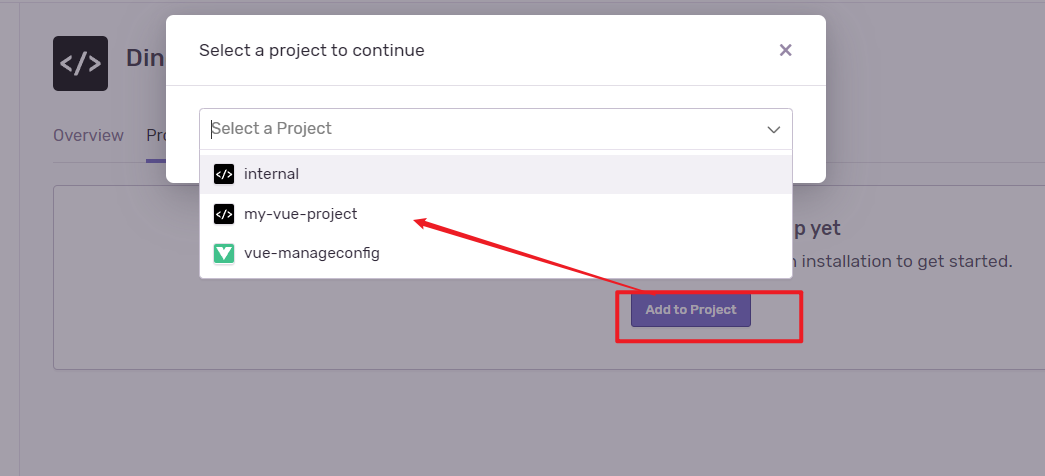 Select a project to continue
Din
Overview
Pro
Select a Project
internal
my-vue-project
vue-manageconfig
p yet
n installation to get started.
Add to Project